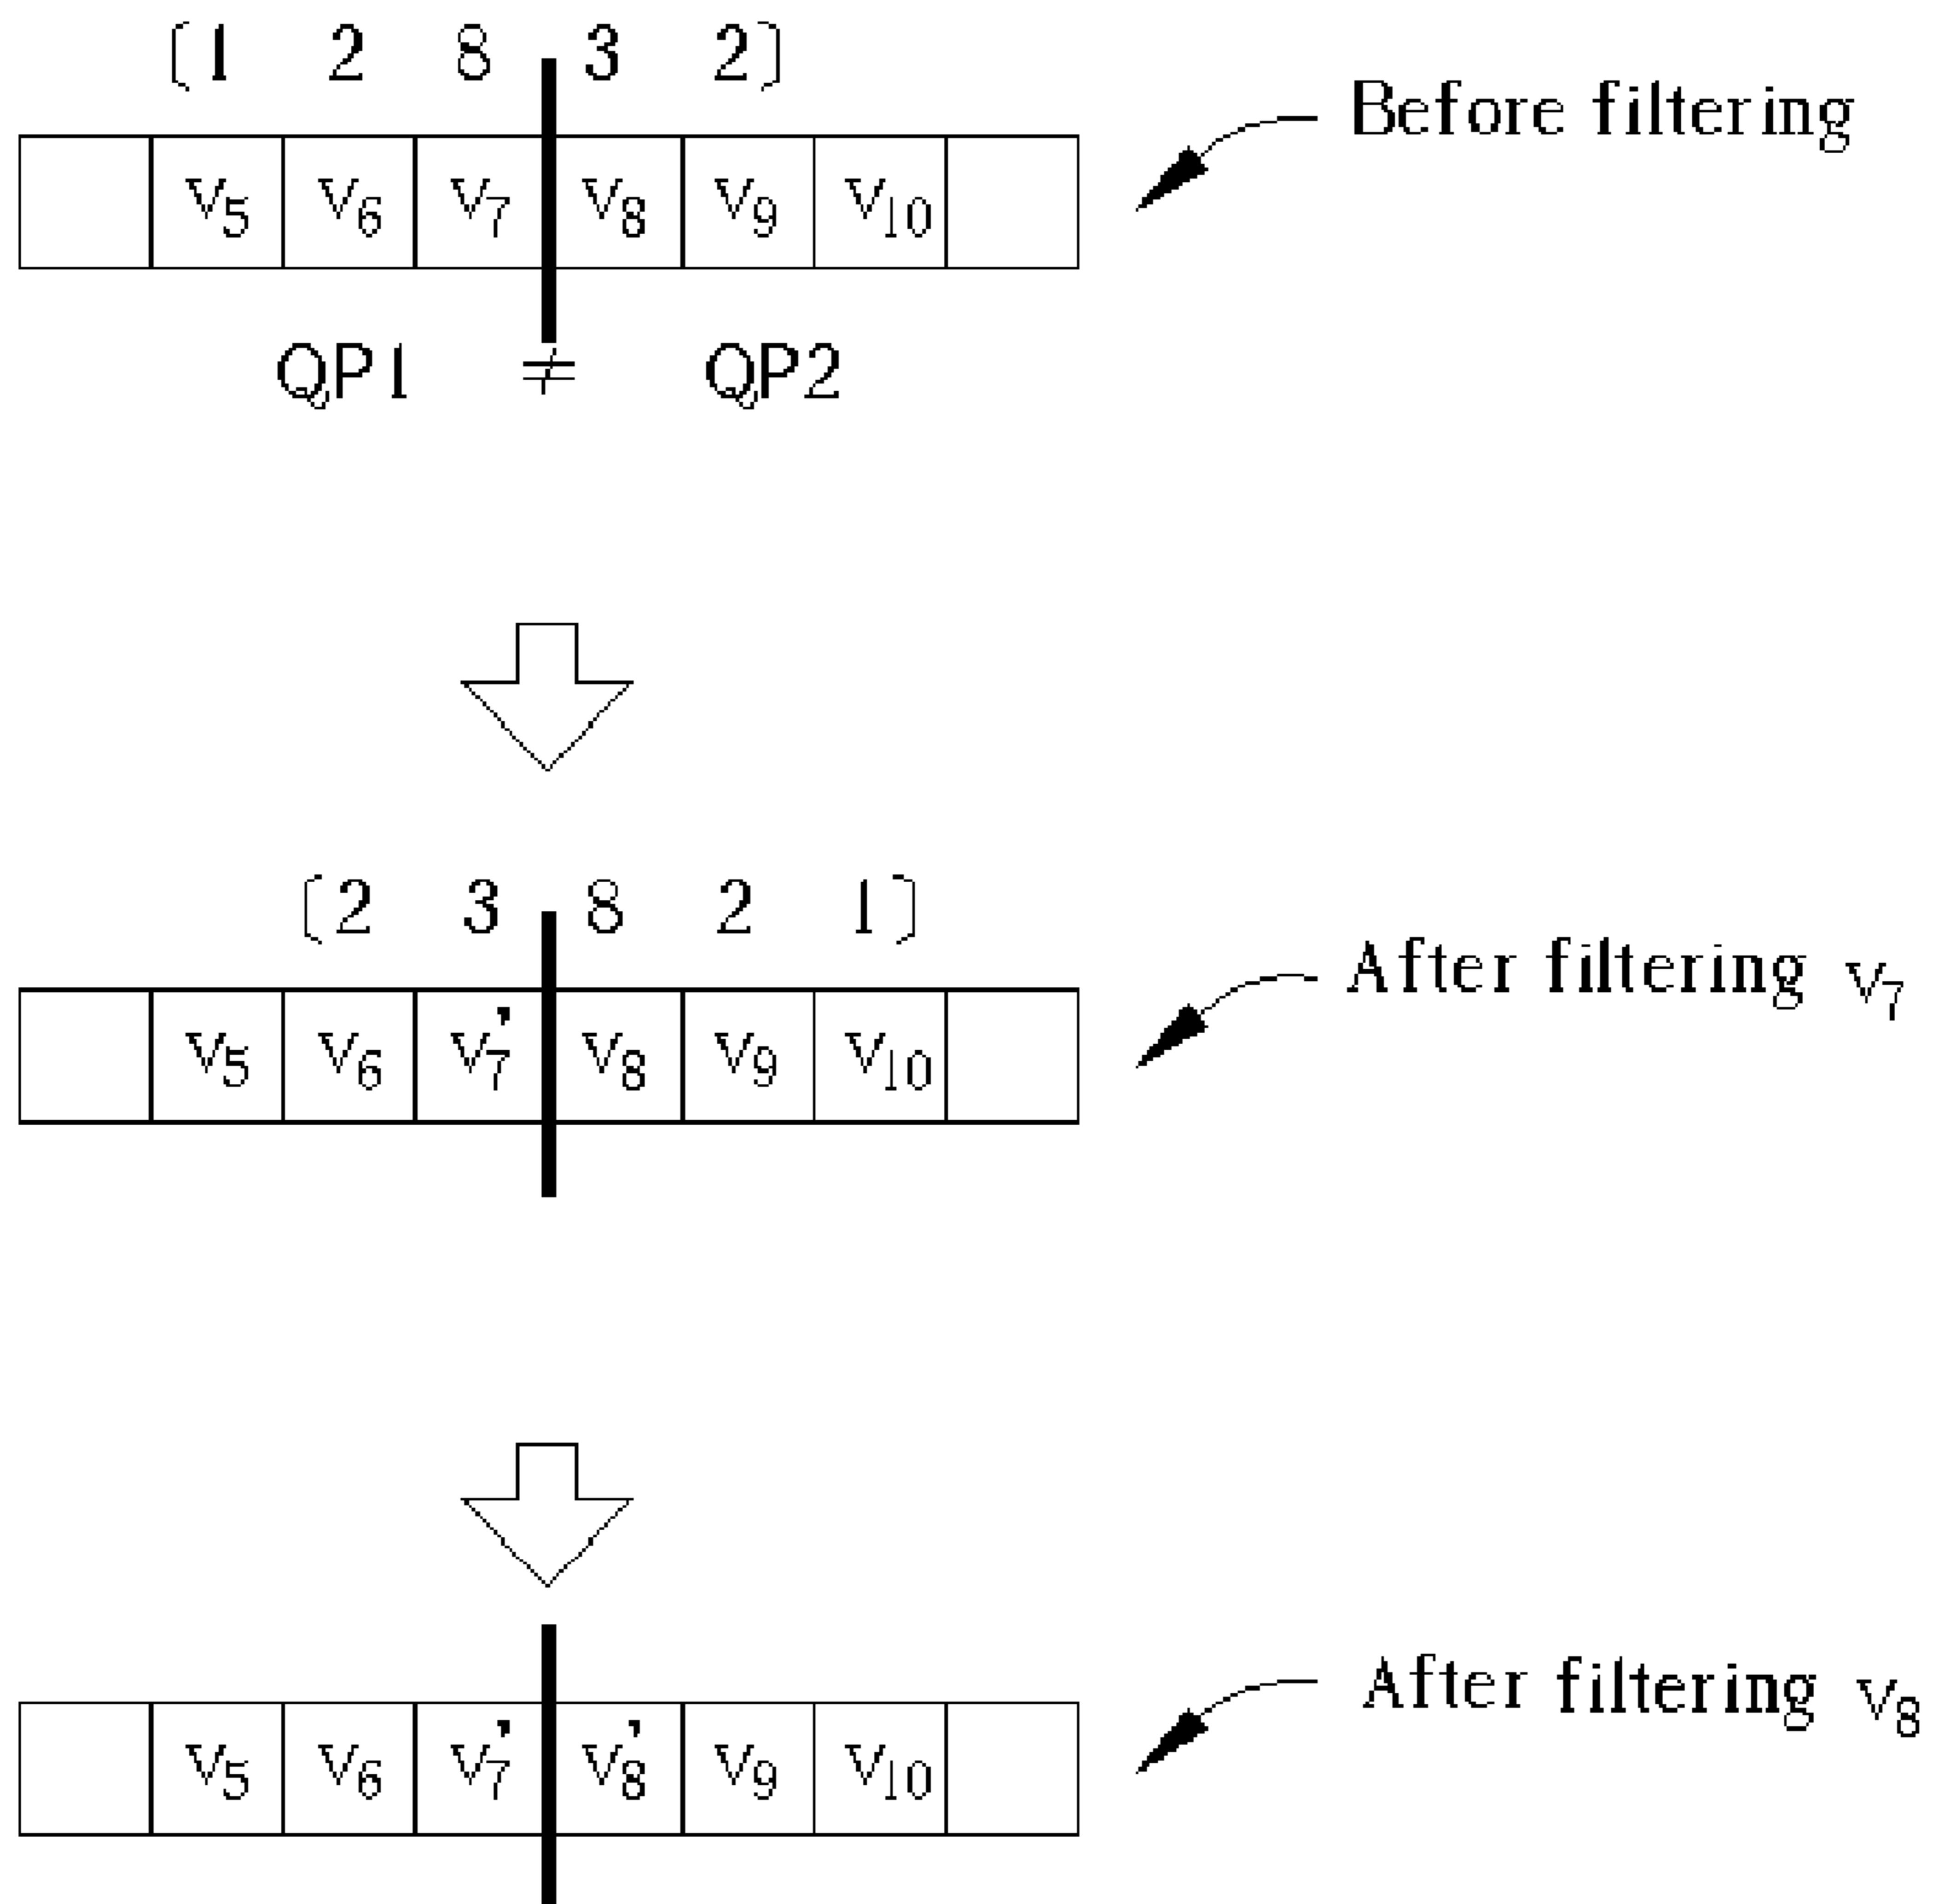 [1 2 8 3 2]
Before filtering
v5 v6 v7 v8 v9 v10
QP1 ≠ QP2
[2 3 8 2 1]
After filtering v7
v5 v6 v7' v8 v9 v10
After filtering v8
v5 v6 v7' v8' v9 v10